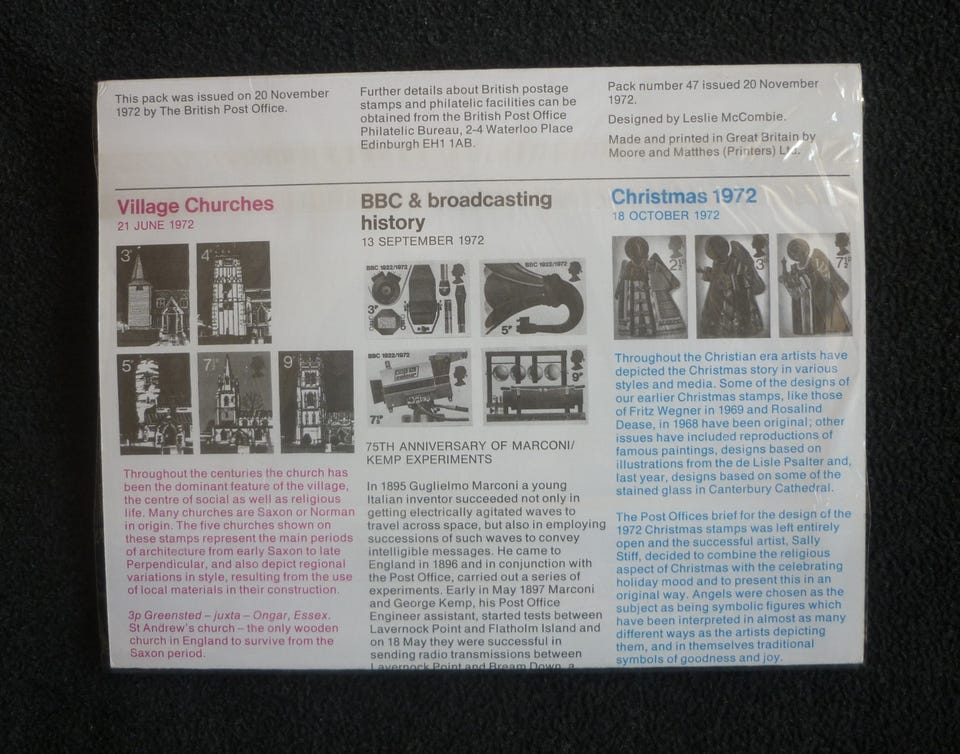 This pack was issued on 20 November
1972 by The British Post Office.
Further details about British postage
stamps and philatelic facilities can be
obtained from the British Post Office
Philatelic Bureau, 2-4 Waterloo Place
Edinburgh EH1 1AB.
Pack number 47 issued 20 November
1972.
Designed by Leslie McCombie.
Made and printed in Great Britain by
Moore and Matthes (Printers) Ltd.
Village Churches
21 JUNE 1972
3p
4p
5p
7½p
9p
Throughout the centuries the church has
been the dominant feature of the village,
the centre of social as well as religious
life. Many churches are Saxon or Norman
in origin. The five churches shown on
these stamps represent the main periods
of architecture from early Saxon to late
Perpendicular, and also depict regional
variations in style, resulting from the use
of local materials in their construction.
3p Greensted – juxta – Ongar, Essex.
St Andrew's church – the only wooden
church in England to survive from the
Saxon period.
BBC & broadcasting
history
13 SEPTEMBER 1972
BBC 1922/1972
3p
BBC 1922/1972
5p
BBC 1922/1972
7½p
9p
75TH ANNIVERSARY OF MARCONI/
KEMP EXPERIMENTS
In 1895 Guglielmo Marconi a young
Italian inventor succeeded not only in
getting electrically agitated waves to
travel across space, but also in employing
successions of such waves to convey
intelligible messages. He came to
England in 1896 and in conjunction with
the Post Office, carried out a series of
experiments. Early in May 1897 Marconi
and George Kemp, his Post Office
Engineer assistant, started tests between
Lavernock Point and Flatholm Island and
on 18 May they were successful in
sending radio transmissions between
Lavernock Point and Bream Down, a
Christmas 1972
18 OCTOBER 1972
2½
3
7½
Throughout the Christian era artists have
depicted the Christmas story in various
styles and media. Some of the designs of
our earlier Christmas stamps, like those
of Fritz Wegner in 1969 and Rosalind
Dease, in 1968 have been original; other
issues have included reproductions of
famous paintings, designs based on
illustrations from the de Lisle Psalter and,
last year, designs based on some of the
stained glass in Canterbury Cathedral.
The Post Offices brief for the design of the
1972 Christmas stamps was left entirely
open and the successful artist, Sally
Stiff, decided to combine the religious
aspect of Christmas with the celebrating
holiday mood and to present this in an
original way. Angels were chosen as the
subject as being symbolic figures which
have been interpreted in almost as many
different ways as the artists depicting
them, and in themselves traditional
symbols of goodness and joy.